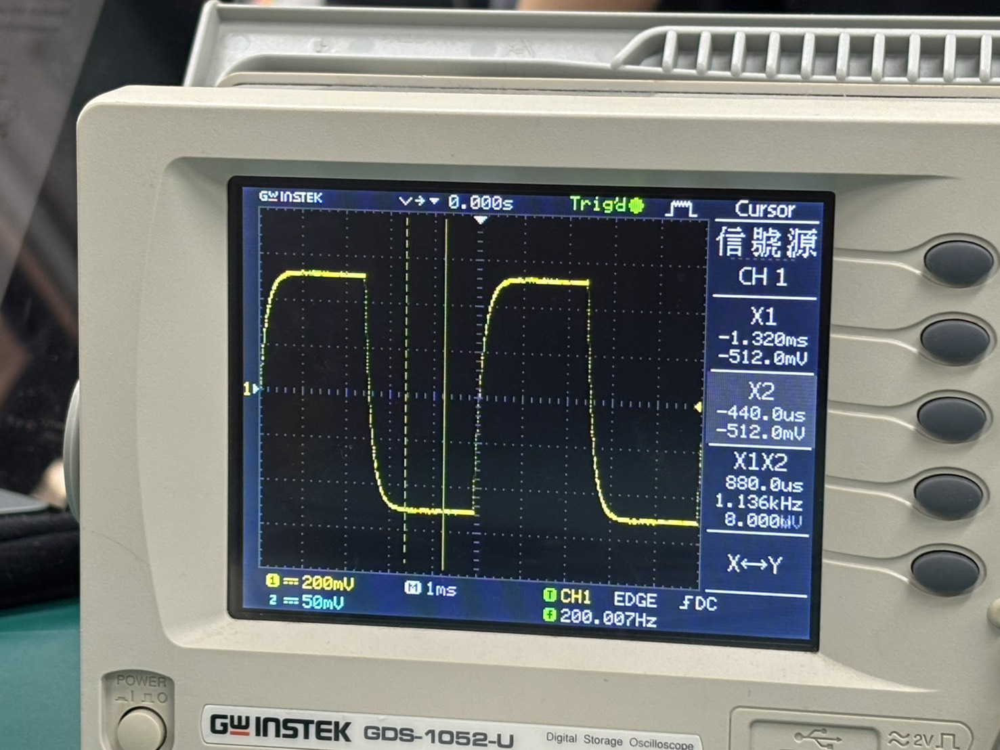 GW INSTEK
0.000s
Trig'd
Cursor
信號源
CH 1
X1
-1.320ms
-512.0mV
X2
-440.0us
-512.0mV
X1X2
880.0us
1.136kHz
8.000mV
X↔Y
1
1 200mV
M 1ms
T CH1 EDGE DC
2 50mV
f 200.007Hz
POWER
GW INSTEK GDS-1052-U Digital Storage Oscilloscope
2V